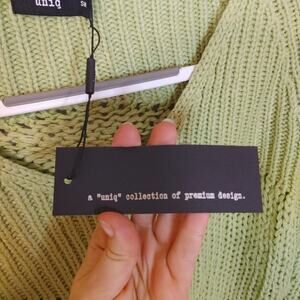 uniq
a "uniq" collection of premium design.